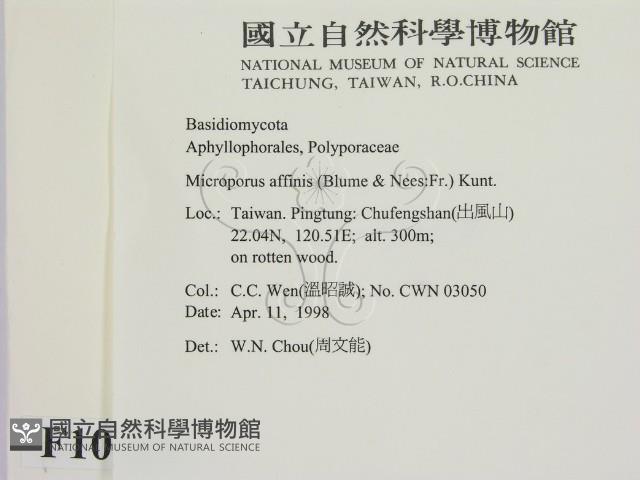 國立自然科學博物館
NATIONAL MUSEUM OF NATURAL SCIENCE
TAICHUNG, TAIWAN, R.O.CHINA
Basidiomycota
Aphyllophorales, Polyporaceae
Microporus affinis (Blume & Nees:Fr.) Kunt.
Loc.: Taiwan. Pingtung: Chufengshan(出風山)
22.04N, 120.51E; alt. 300m;
on rotten wood.
Col.: C.C. Wen(溫昭誠); No. CWN 03050
Date: Apr. 11, 1998
Det.: W.N. Chou(周文能)
國立自然科學博物館
NATIONAL MUSEUM OF NATURAL SCIENCE
F10